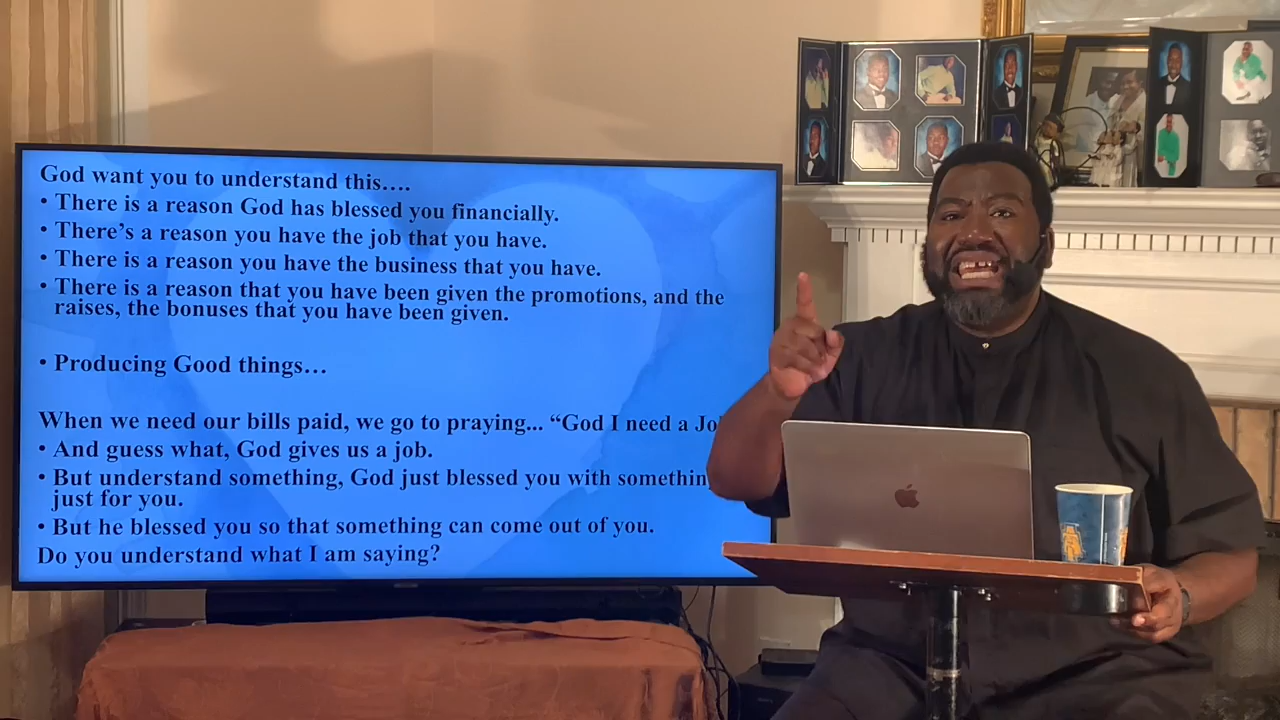 God want you to understand this….
• There is a reason God has blessed you financially.
• There’s a reason you have the job that you have.
• There is a reason you have the business that you have.
• There is a reason that you have been given the promotions, and the
raises, the bonuses that you have been given.
• Producing Good things…
When we need our bills paid, we go to praying... “God I need a Jo
• And guess what, God gives us a job.
• But understand something, God just blessed you with somethin
just for you.
• But he blessed you so that something can come out of you.
Do you understand what I am saying?